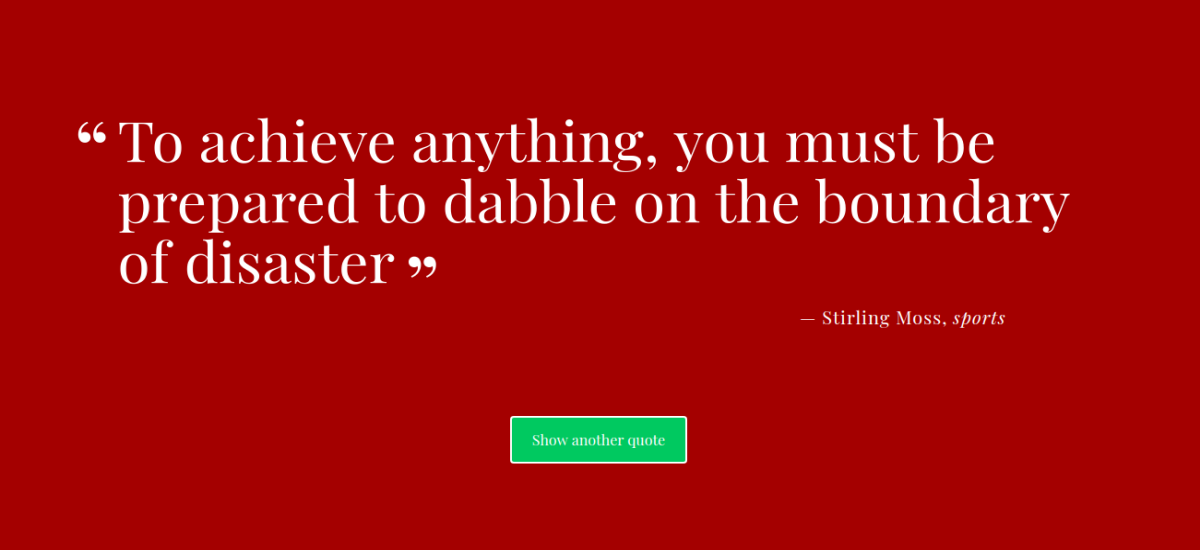 “ To achieve anything, you must be
prepared to dabble on the boundary
of disaster ”
— Stirling Moss, sports
Show another quote